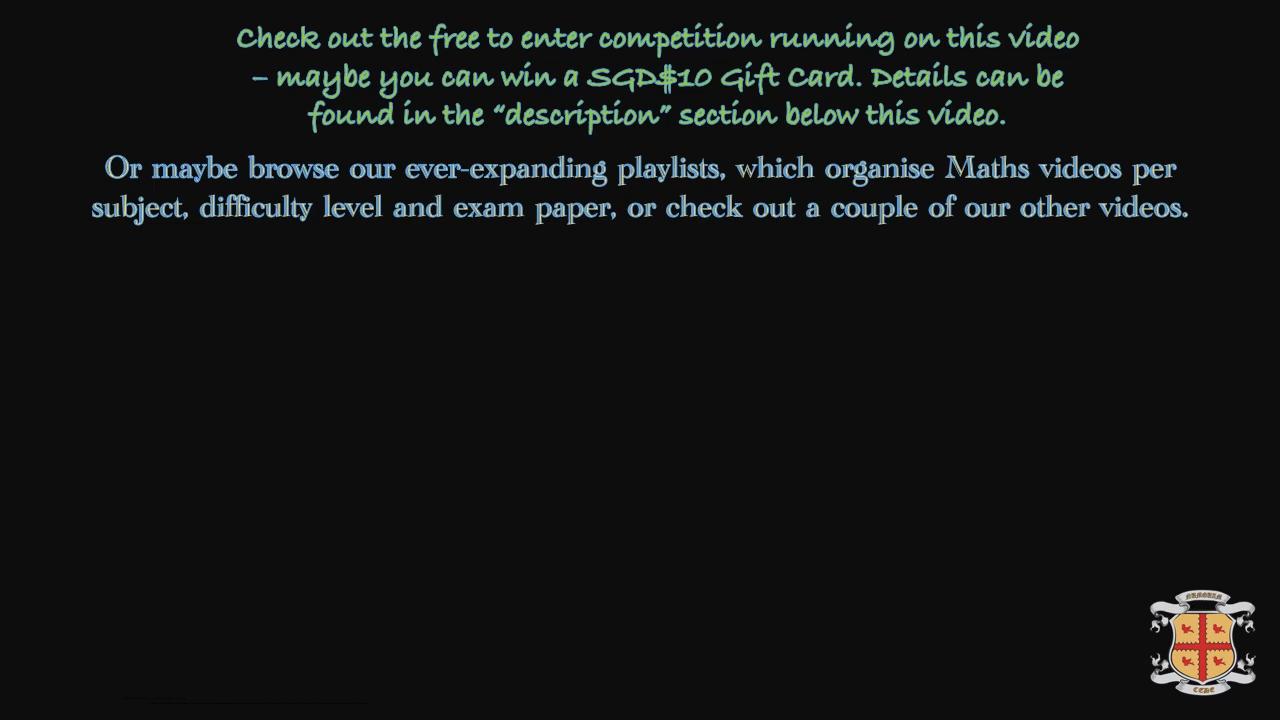 Check out the free to enter competition running on this video
– maybe you can win a SGD$10 Gift Card. Details can be
found in the “description” section below this video.
Or maybe browse our ever-expanding playlists, which organise Maths videos per
subject, difficulty level and exam paper, or check out a couple of our other videos.
NUMQUAM
CEDE